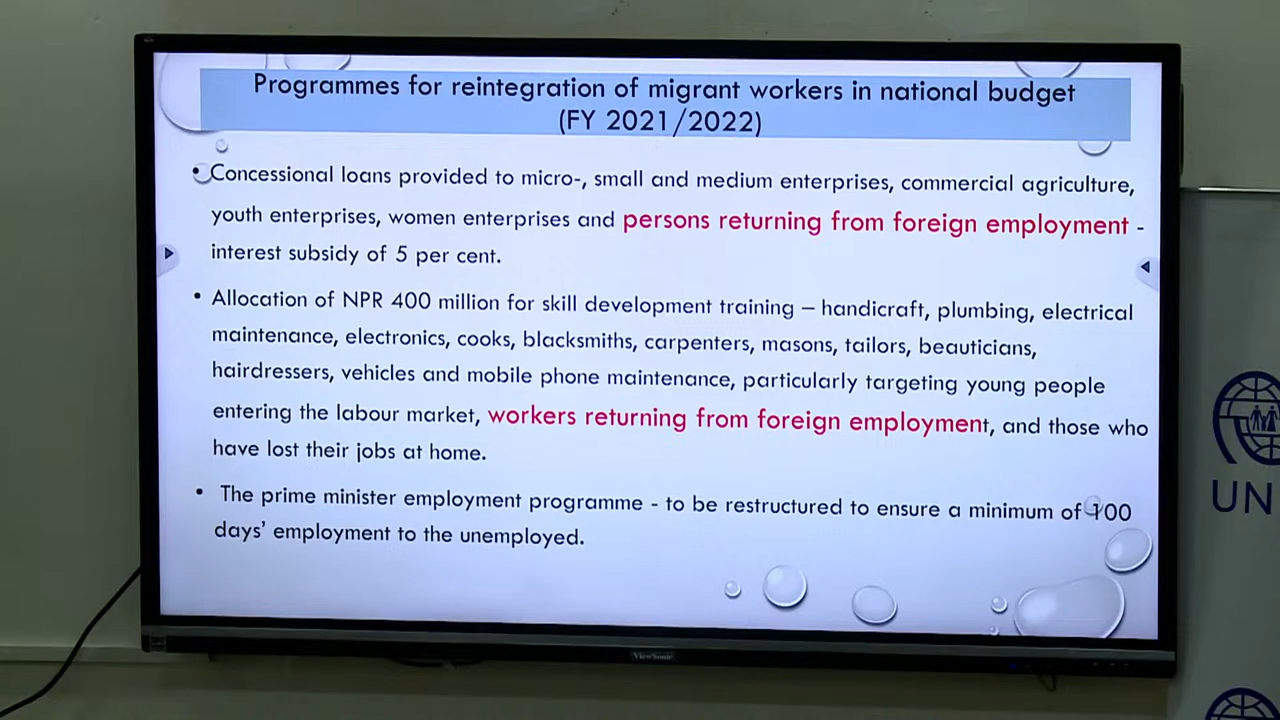 Programmes for reintegration of migrant workers in national budget
(FY 2021/2022)
• Concessional loans provided to micro-, small and medium enterprises, commercial agriculture,
youth enterprises, women enterprises and persons returning from foreign employment -
interest subsidy of 5 per cent.
• Allocation of NPR 400 million for skill development training – handicraft, plumbing, electrical
maintenance, electronics, cooks, blacksmiths, carpenters, masons, tailors, beauticians,
hairdressers, vehicles and mobile phone maintenance, particularly targeting young people
entering the labour market, workers returning from foreign employment, and those who
have lost their jobs at home.
• The prime minister employment programme - to be restructured to ensure a minimum of 100
days’ employment to the unemployed.
ViewSonic
UN